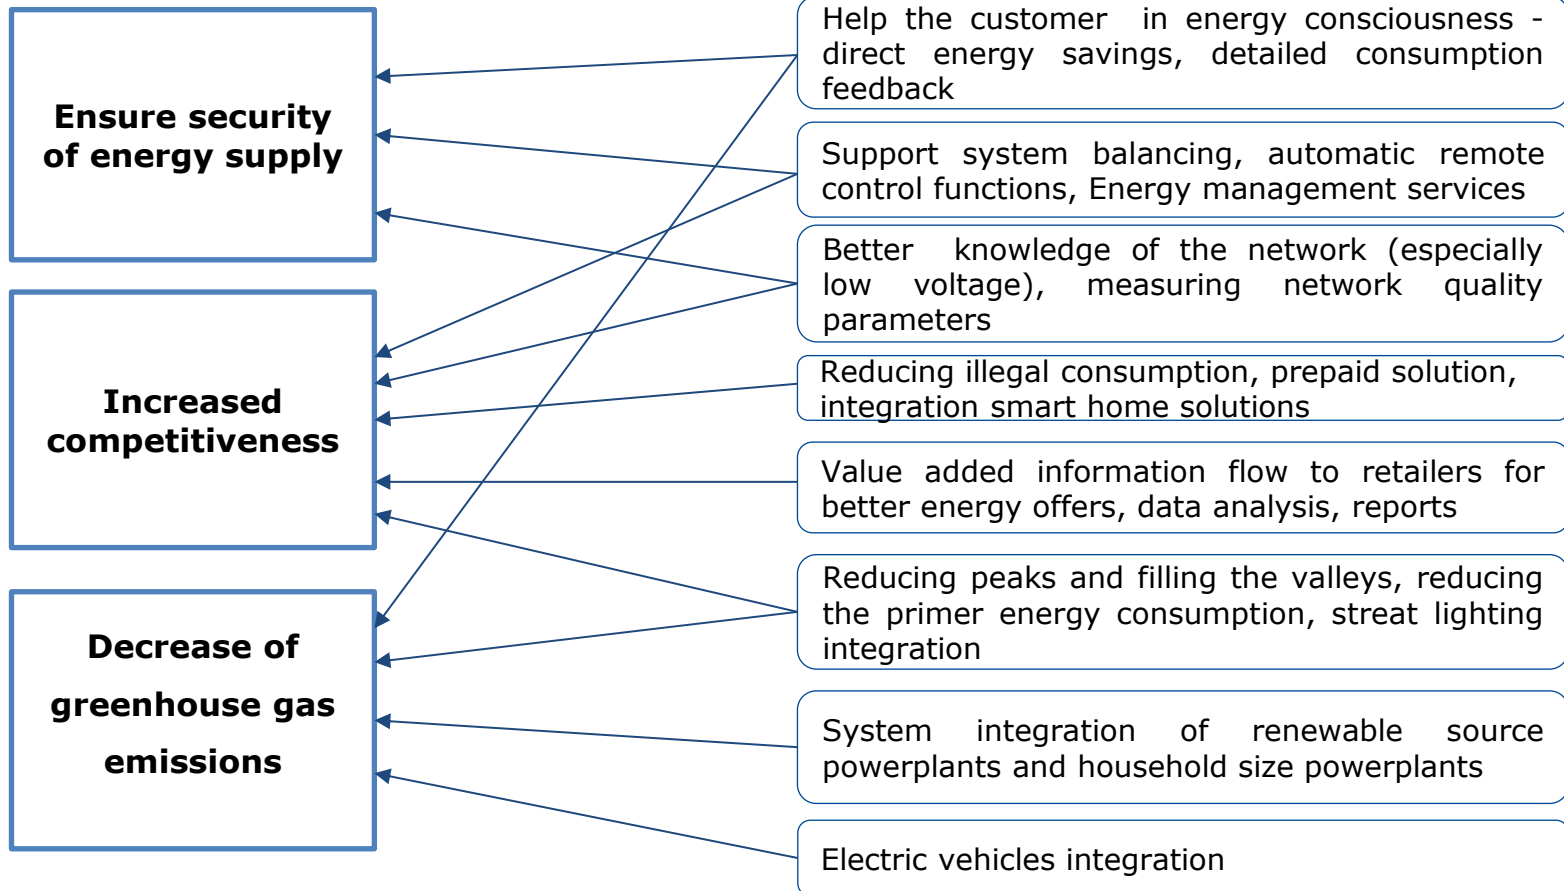 Ensure security
of energy supply
Increased
competitiveness
Decrease of
greenhouse gas
emissions
Help the customer in energy consciousness -
direct energy savings, detailed consumption
feedback
Support system balancing, automatic remote
control functions, Energy management services
Better knowledge of the network (especially
low voltage), measuring network quality
parameters
Reducing illegal consumption, prepaid solution,
integration smart home solutions
Value added information flow to retailers for
better energy offers, data analysis, reports
Reducing peaks and filling the valleys, reducing
the primer energy consumption, streat lighting
integration
System integration of renewable source
powerplants and household size powerplants
Electric vehicles integration